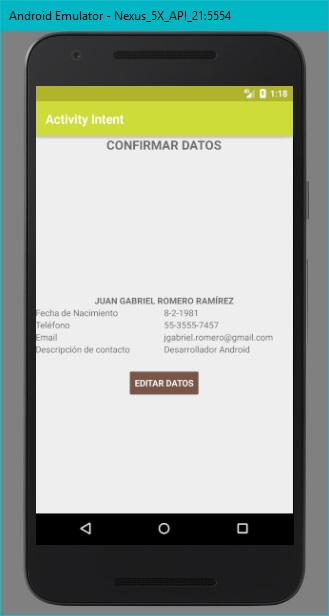 Android Emulator - Nexus_5X_API_21:5554
1:18
Activity Intent
CONFIRMAR DATOS
JUAN GABRIEL ROMERO RAMÍREZ
Fecha de Nacimiento 8-2-1981
Teléfono 55-3555-7457
Email jgabriel.romero@gmail.com
Descripción de contacto Desarrollador Android
EDITAR DATOS